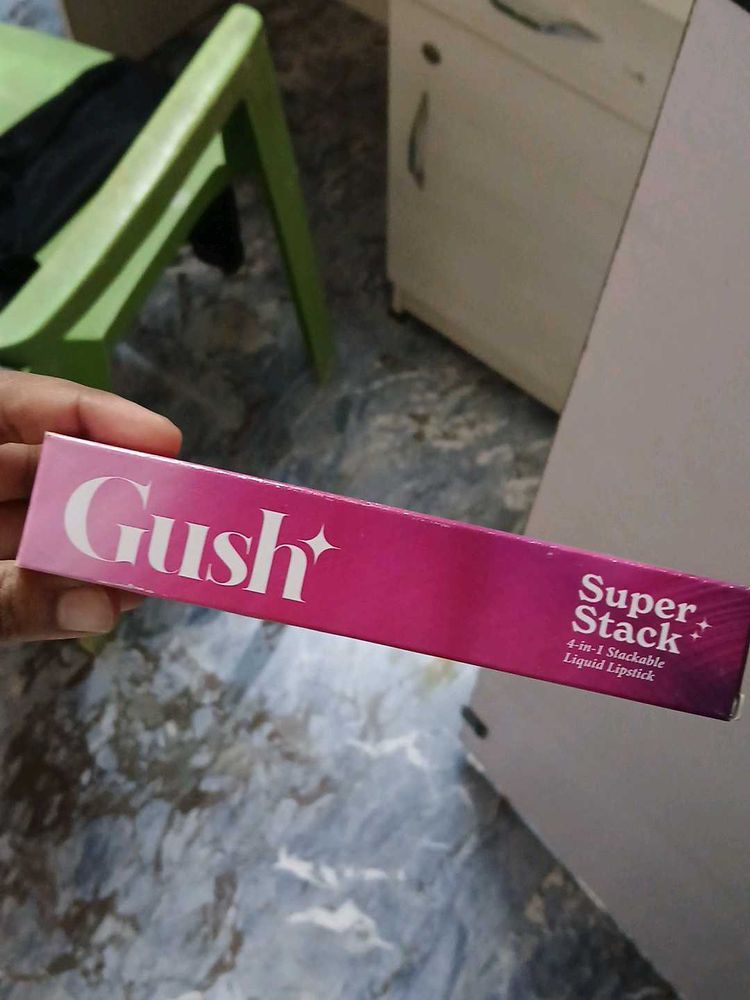 Gush
Super
Stack
4-in-1 Stackable
Liquid Lipstick